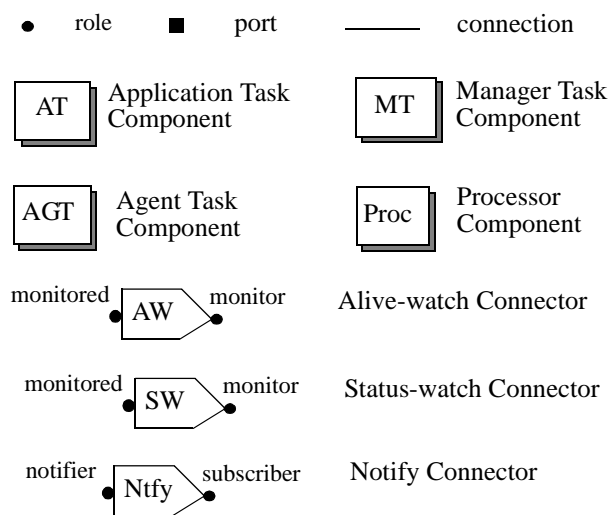 role port connection
AT Application Task Component
MT Manager Task Component
AGT Agent Task Component
Proc Processor Component
monitored AW monitor Alive-watch Connector
monitored SW monitor Status-watch Connector
notifier Ntfy subscriber Notify Connector